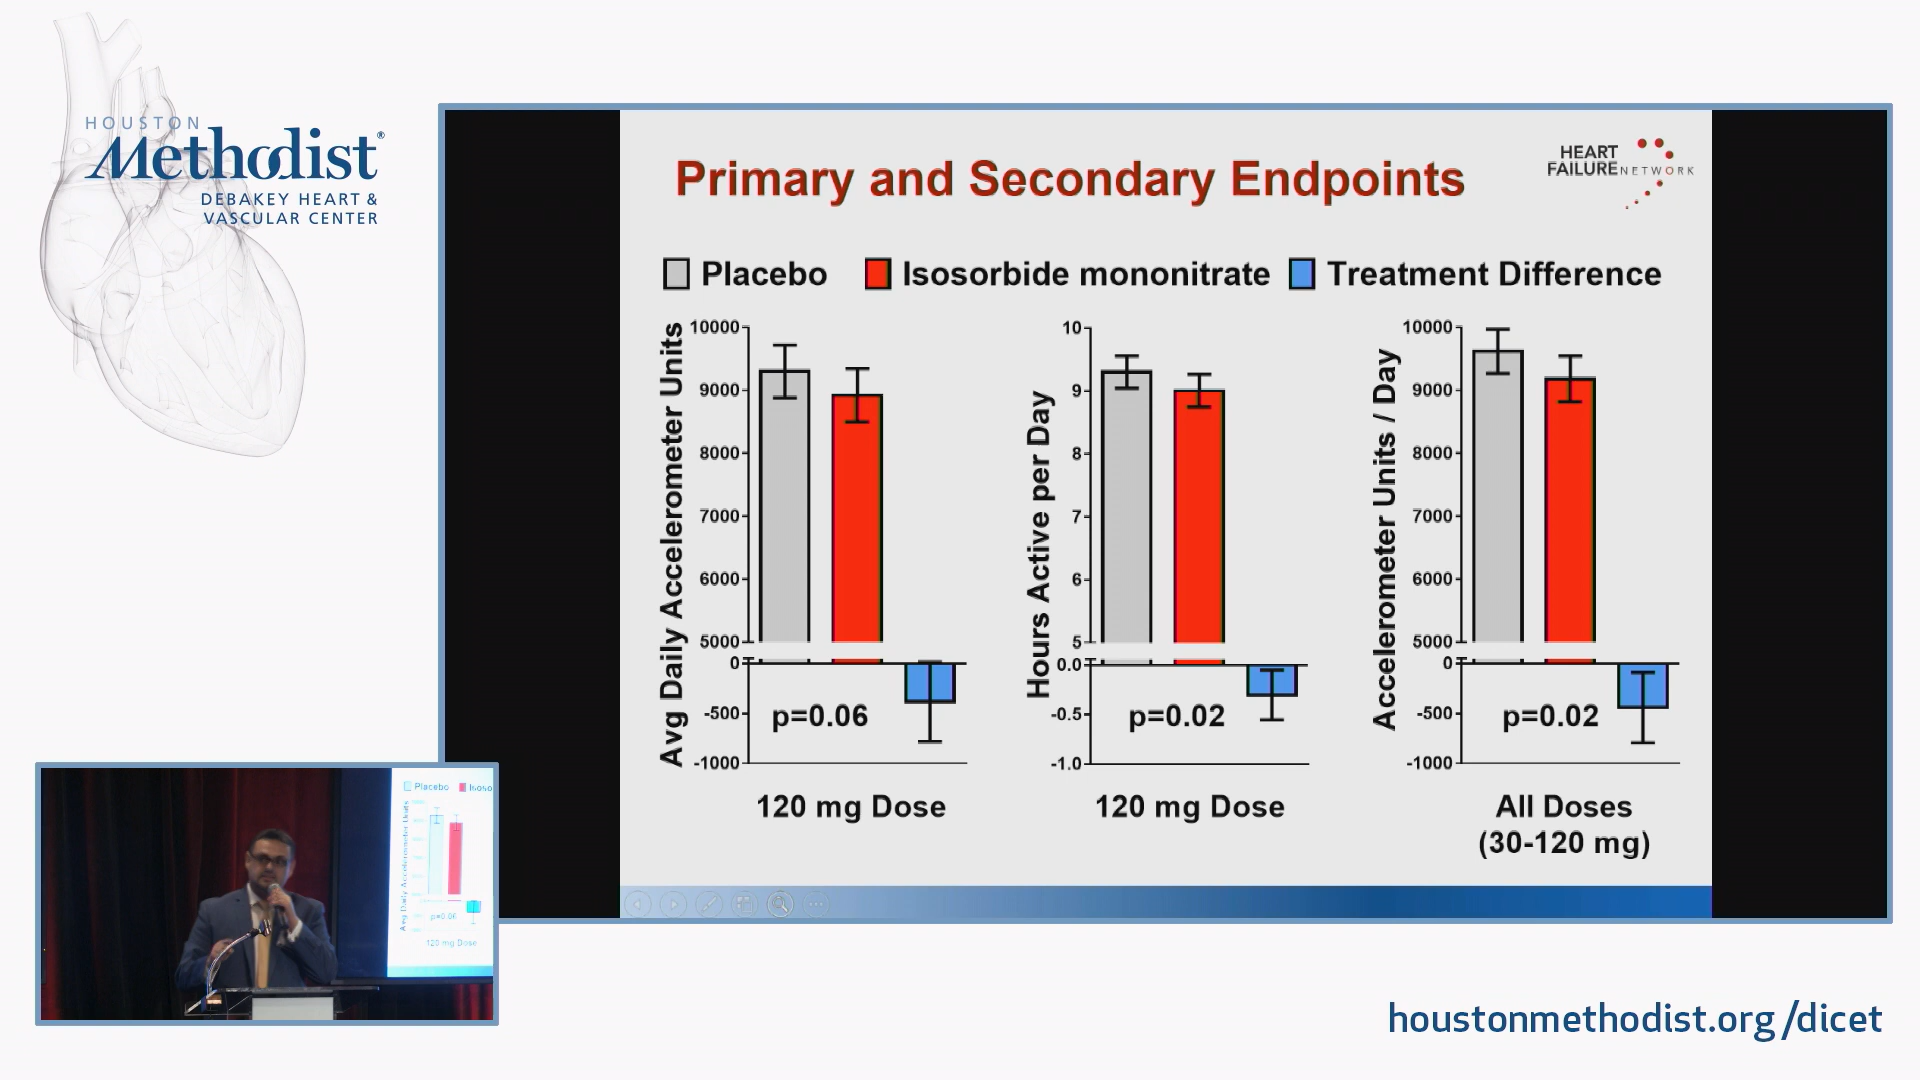 HOUSTON
Methodist®
DEBAKEY HEART &
VASCULAR CENTER
Primary and Secondary Endpoints
HEART
FAILURE NETWORK
Placebo
Isosorbide mononitrate
Treatment Difference
Avg Daily Accelerometer Units
10000
9000
8000
7000
6000
5000
0
-500
-1000
p=0.06
120 mg Dose
Hours Active per Day
10
9
8
7
6
5
0.0
-0.5
-1.0
p=0.02
120 mg Dose
Accelerometer Units / Day
10000
9000
8000
7000
6000
5000
0
-500
-1000
p=0.02
All Doses
(30-120 mg)
Placebo
Isoso
Avg Daily Accelerometer Units
p=0.06
120 mg Dose
houstonmethodist.org/dicet